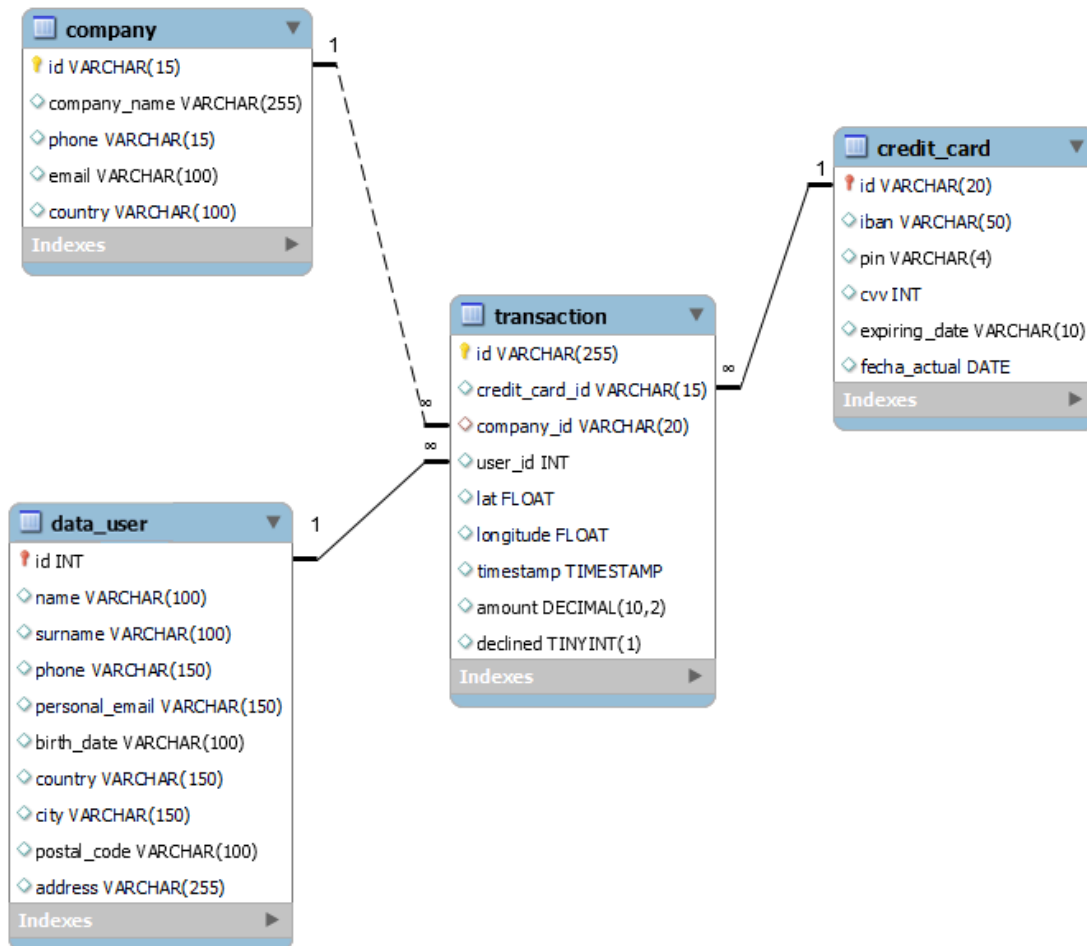 company
id VARCHAR(15)
company_name VARCHAR(255)
phone VARCHAR(15)
email VARCHAR(100)
country VARCHAR(100)
Indexes
1
∞
credit_card
id VARCHAR(20)
iban VARCHAR(50)
pin VARCHAR(4)
cvv INT
expiring_date VARCHAR(10)
fecha_actual DATE
Indexes
1
∞
transaction
id VARCHAR(255)
credit_card_id VARCHAR(15)
company_id VARCHAR(20)
user_id INT
lat FLOAT
longitude FLOAT
timestamp TIMESTAMP
amount DECIMAL(10,2)
declined TINYINT(1)
Indexes
∞
1
data_user
id INT
name VARCHAR(100)
surname VARCHAR(100)
phone VARCHAR(150)
personal_email VARCHAR(150)
birth_date VARCHAR(100)
country VARCHAR(150)
city VARCHAR(150)
postal_code VARCHAR(100)
address VARCHAR(255)
Indexes